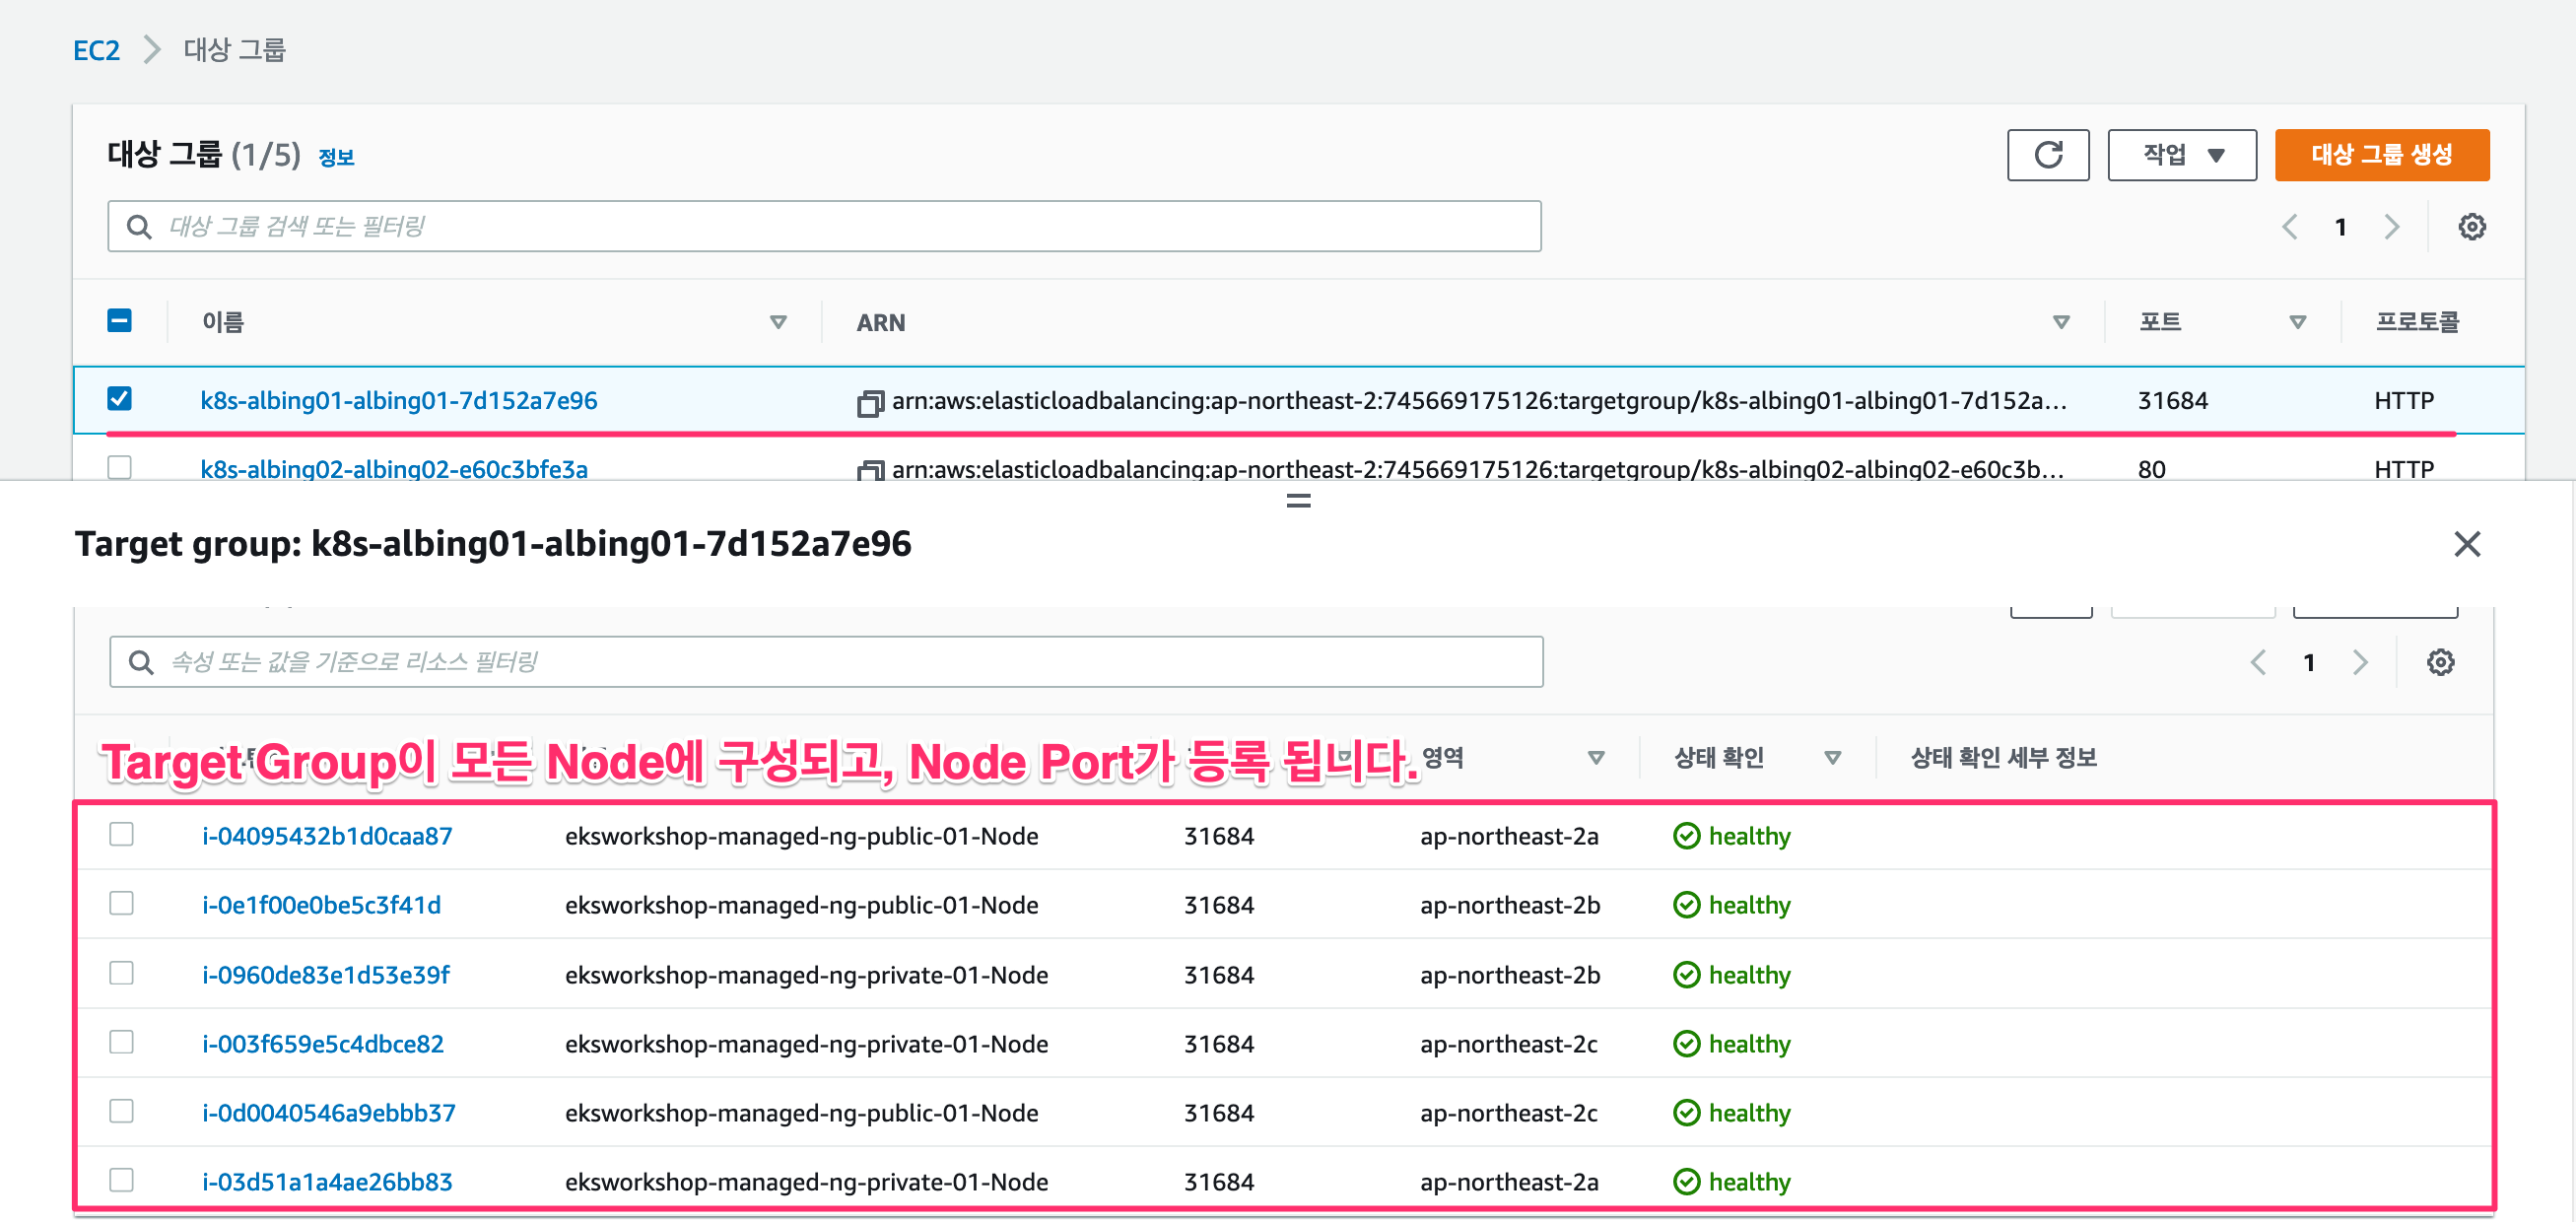 EC2 > 대상 그룹
대상 그룹 (1/5) 정보
작업
대상 그룹 생성
대상 그룹 검색 또는 필터링
1
이름 ARN 포트 프로토콜
k8s-albing01-albing01-7d152a7e96 arn:aws:elasticloadbalancing:ap-northeast-2:745669175126:targetgroup/k8s-albing01-albing01-7d152a... 31684 HTTP
k8s-albing02-albing02-e60c3bfe3a arn:aws:elasticloadbalancing:ap-northeast-2:745669175126:targetgroup/k8s-albing02-albing02-e60c3b... 80 HTTP
Target group: k8s-albing01-albing01-7d152a7e96
속성 또는 값을 기준으로 리소스 필터링
1
Target Group이 모든 Node에 구성되고, Node Port가 등록 됩니다.
영역 상태 확인 상태 확인 세부 정보
i-04095432b1d0caa87 eksworkshop-managed-ng-public-01-Node 31684 ap-northeast-2a healthy
i-0e1f00e0be5c3f41d eksworkshop-managed-ng-public-01-Node 31684 ap-northeast-2b healthy
i-0960de83e1d53e39f eksworkshop-managed-ng-private-01-Node 31684 ap-northeast-2b healthy
i-003f659e5c4dbce82 eksworkshop-managed-ng-private-01-Node 31684 ap-northeast-2c healthy
i-0d0040546a9ebbb37 eksworkshop-managed-ng-public-01-Node 31684 ap-northeast-2c healthy
i-03d51a1a4ae26bb83 eksworkshop-managed-ng-private-01-Node 31684 ap-northeast-2a healthy